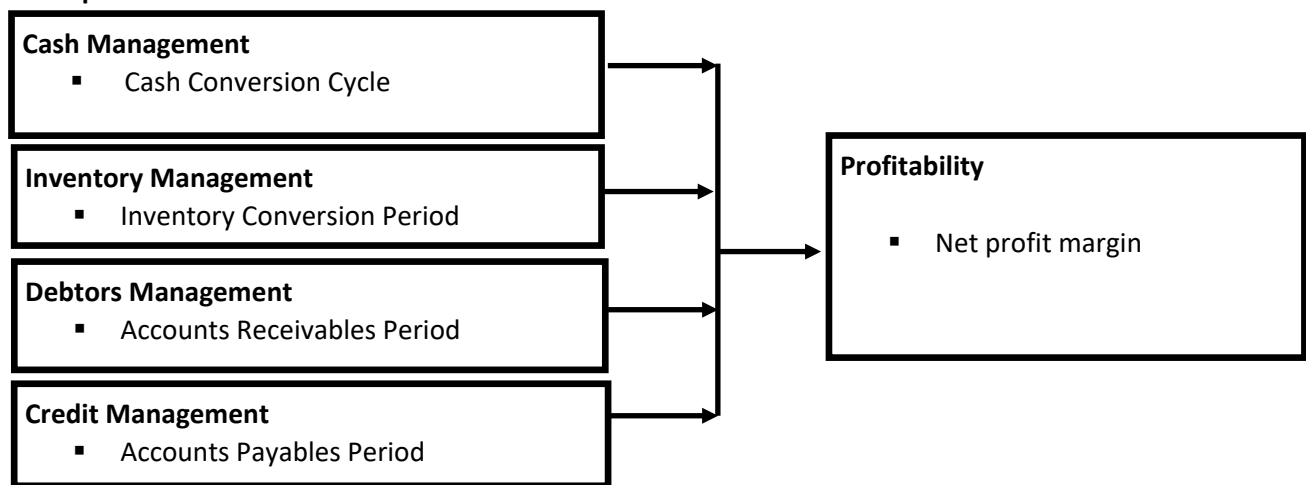 Cash Management
▪ Cash Conversion Cycle
Inventory Management
▪ Inventory Conversion Period
Debtors Management
▪ Accounts Receivables Period
Credit Management
▪ Accounts Payables Period
Profitability
▪ Net profit margin